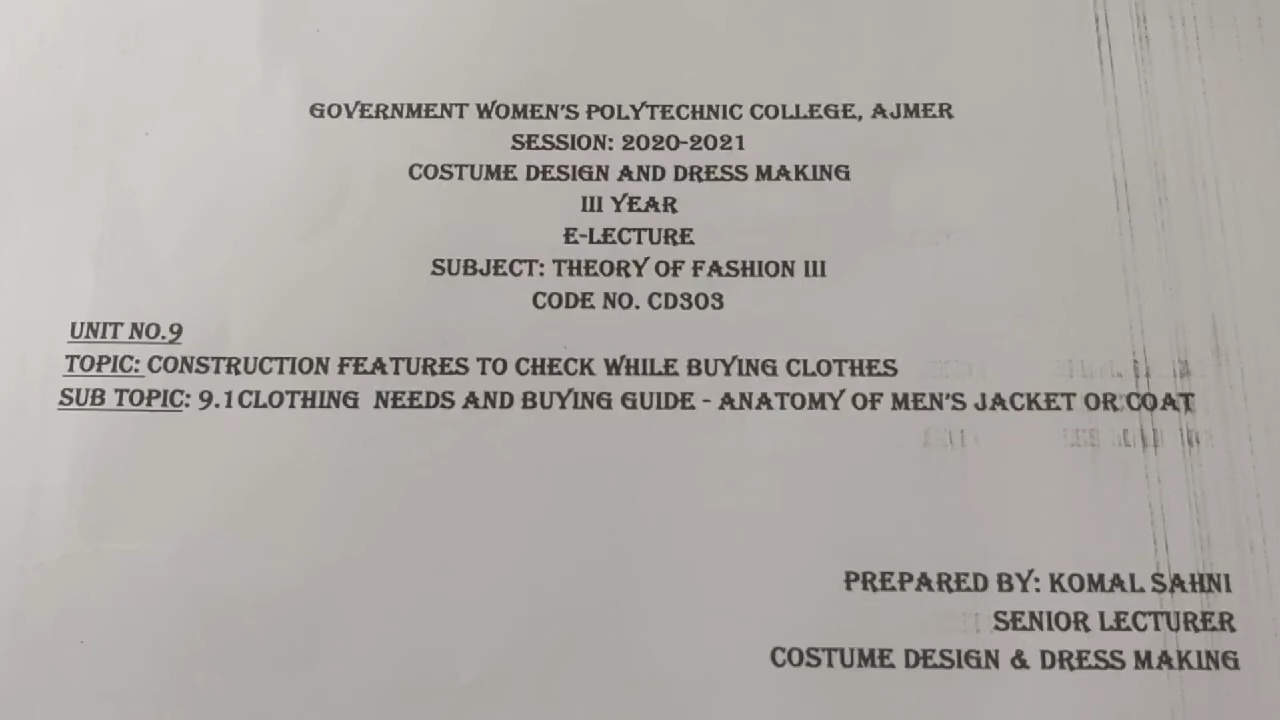 GOVERNMENT WOMEN'S POLYTECHNIC COLLEGE, AJMER
SESSION: 2020-2021
COSTUME DESIGN AND DRESS MAKING
III YEAR
E-LECTURE
SUBJECT: THEORY OF FASHION III
CODE NO. CD303
UNIT NO.9
TOPIC: CONSTRUCTION FEATURES TO CHECK WHILE BUYING CLOTHES
SUB TOPIC: 9.1CLOTHING NEEDS AND BUYING GUIDE - ANATOMY OF MEN'S JACKET OR COAT
PREPARED BY: KOMAL SAHNI
SENIOR LECTURER
COSTUME DESIGN & DRESS MAKING